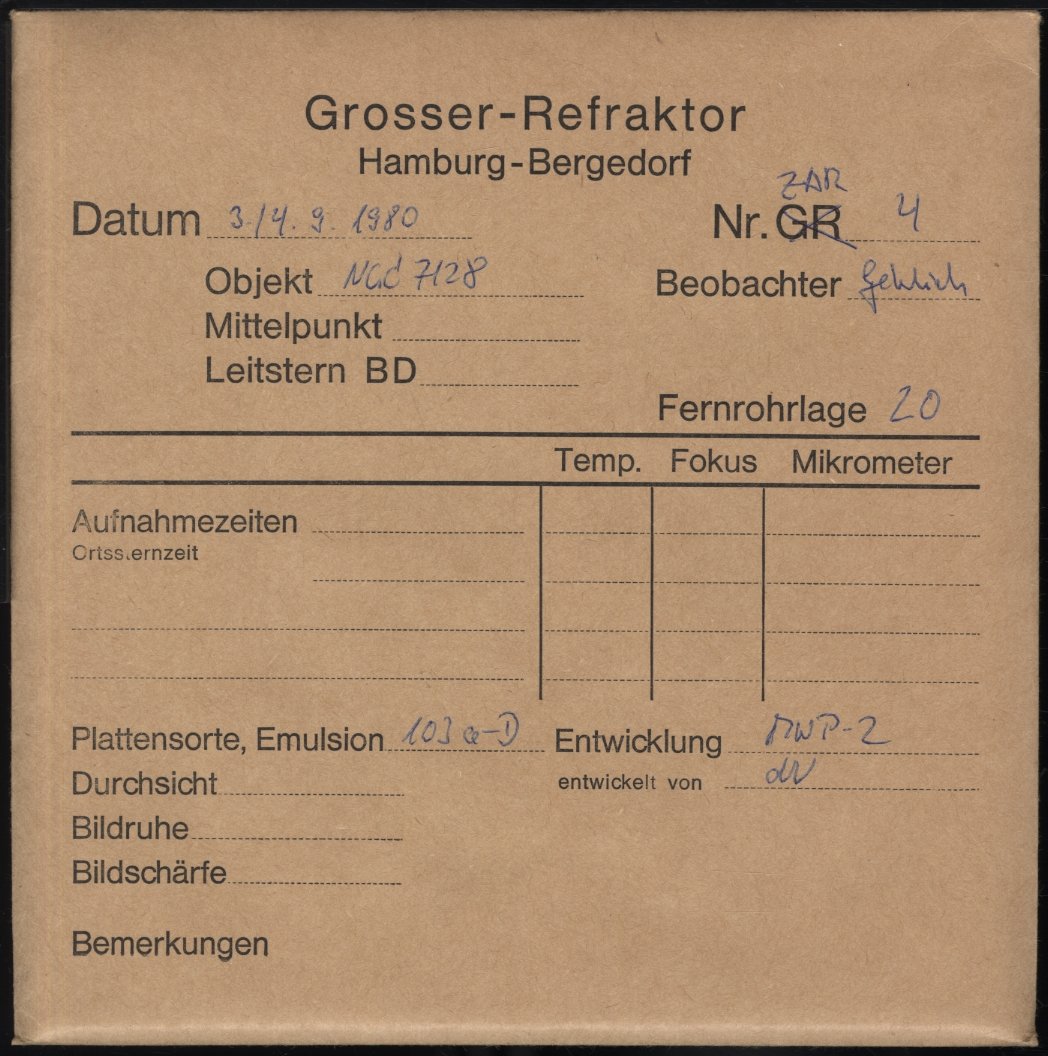 Grosser-Refraktor
Hamburg-Bergedorf
ZAR
Datum 3./4. 9. 1980 Nr. GR 4
Objekt NGC 7128 Beobachter
Mittelpunkt
Leitstern BD
Fernrohrlage 20
Temp. Fokus Mikrometer
Aufnahmezeiten
Ortssternzeit
Plattensorte, Emulsion 103 a-D Entwicklung MWP-2
Durchsicht entwickelt von dV
Bildruhe
Bildschärfe
Bemerkungen